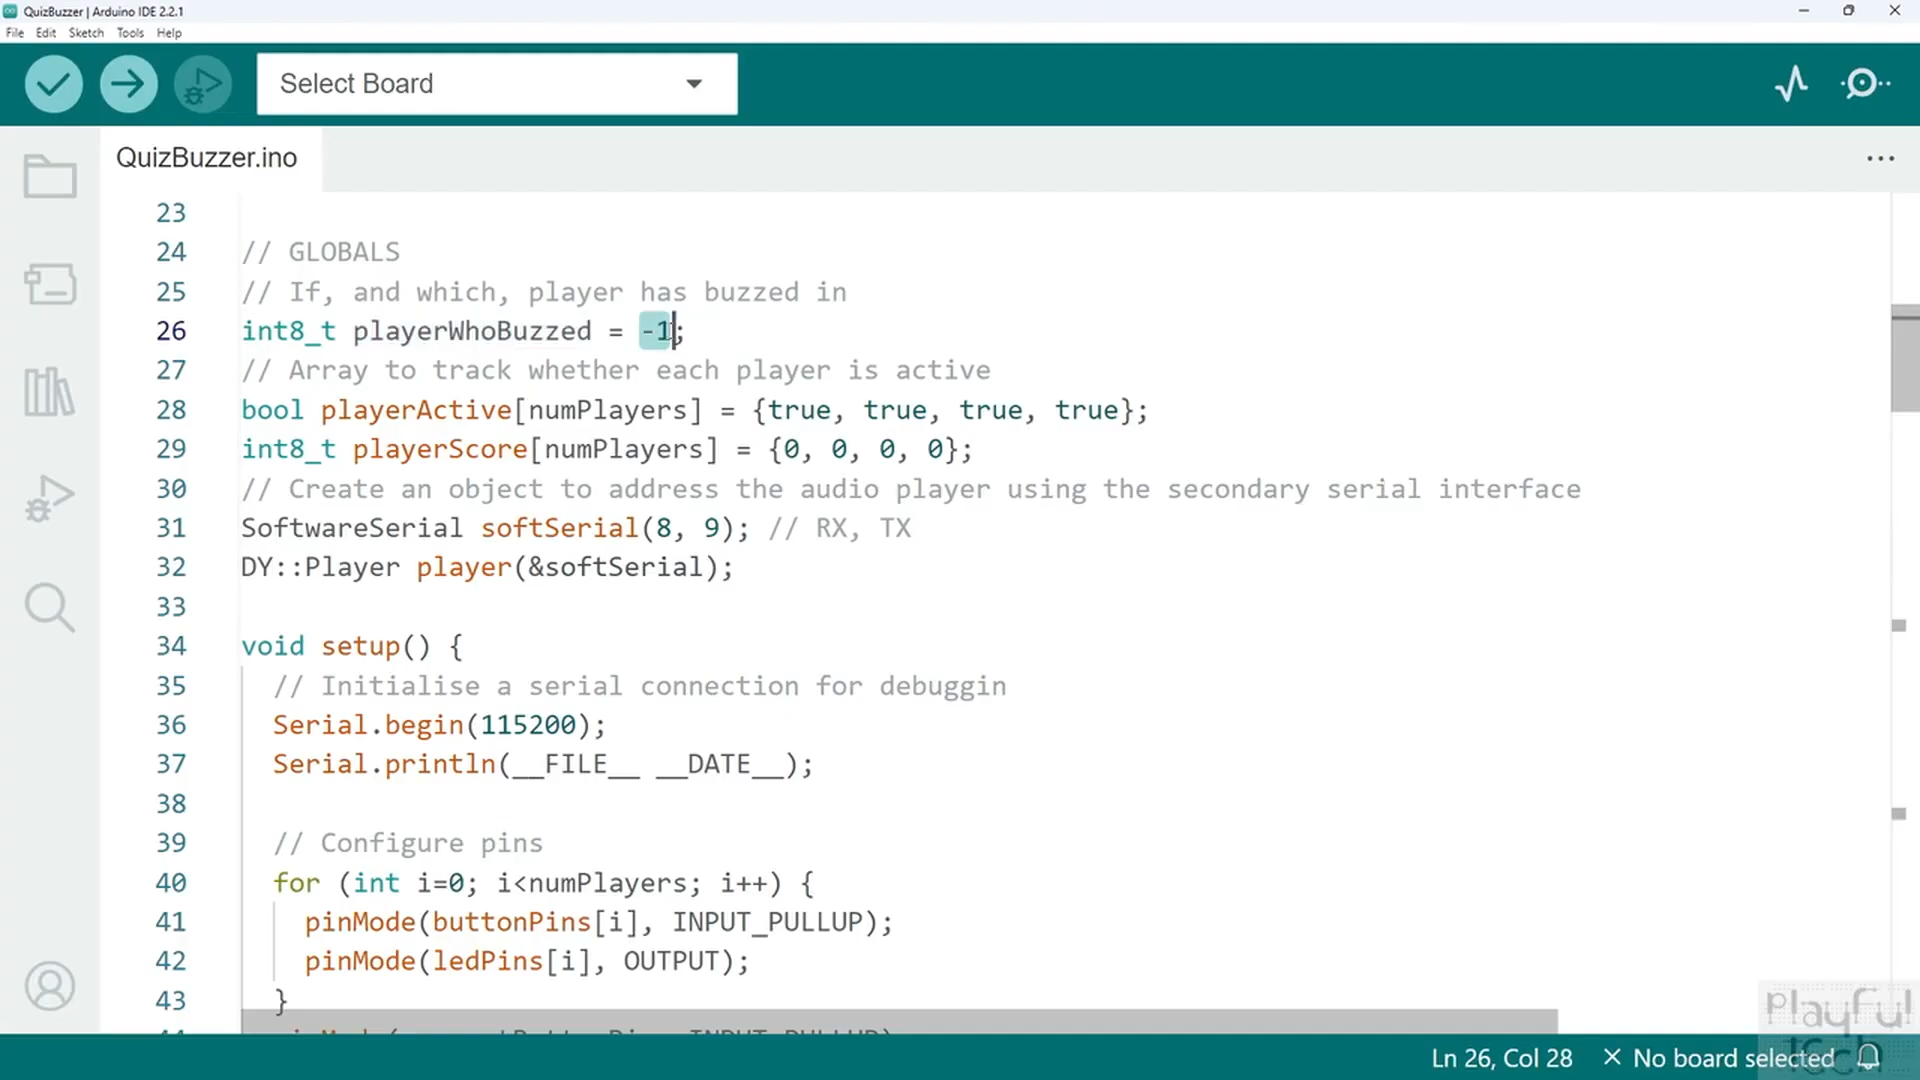 QuizBuzzer | Arduino IDE 2.2.1
File Edit Sketch Tools Help
Select Board
QuizBuzzer.ino
23
24 // GLOBALS
25 // If, and which, player has buzzed in
26 int8_t playerWhoBuzzed = -1;
27 // Array to track whether each player is active
28 bool playerActive[numPlayers] = {true, true, true, true};
29 int8_t playerScore[numPlayers] = {0, 0, 0, 0};
30 // Create an object to address the audio player using the secondary serial interface
31 SoftwareSerial softSerial(8, 9); // RX, TX
32 DY::Player player(&softSerial);
33
34 void setup() {
35 // Initialise a serial connection for debuggin
36 Serial.begin(115200);
37 Serial.println(__FILE__ __DATE__);
38
39 // Configure pins
40 for (int i=0; i<numPlayers; i++) {
41 pinMode(buttonPins[i], INPUT_PULLUP);
42 pinMode(ledPins[i], OUTPUT);
43 }
Playful
tech
Ln 26, Col 28 No board selected